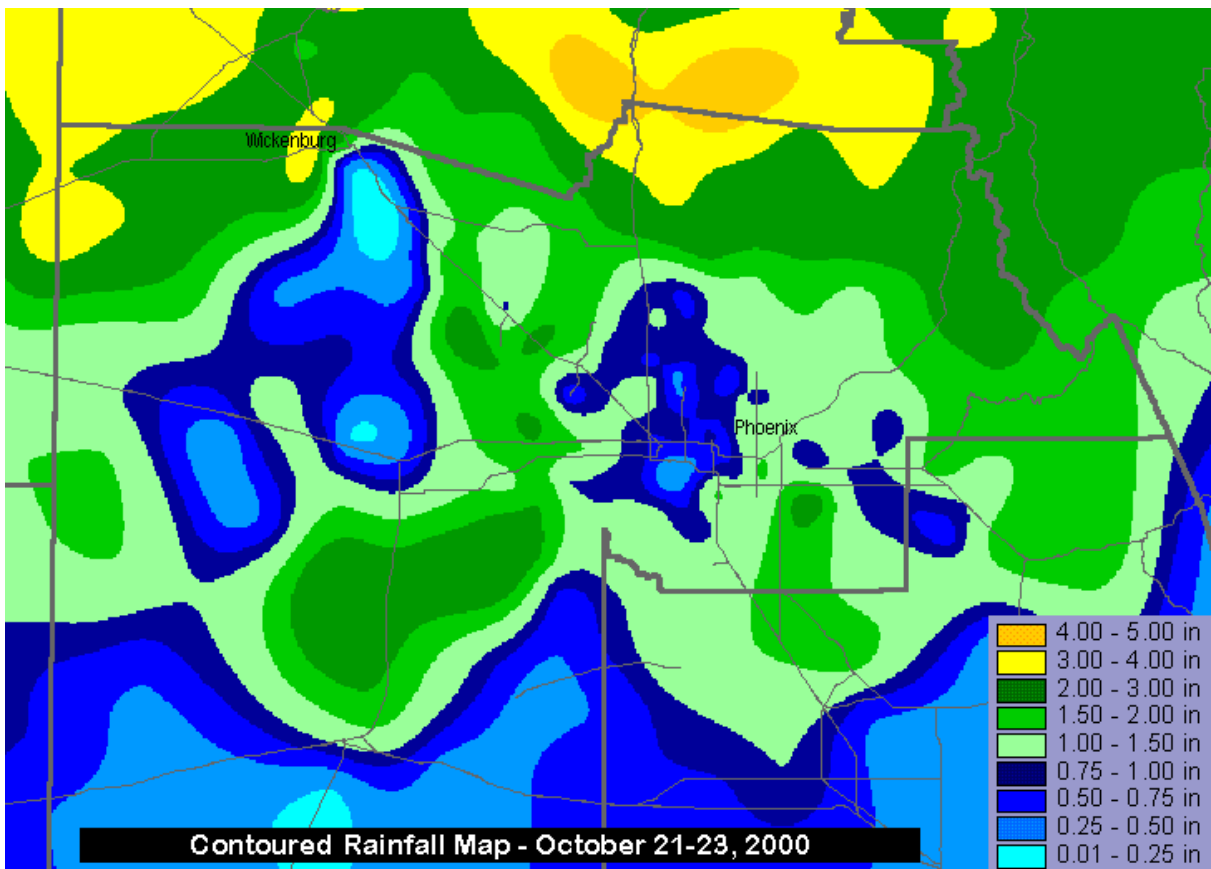 Wickenburg
Phoenix
4.00 - 5.00 in
3.00 - 4.00 in
2.00 - 3.00 in
1.50 - 2.00 in
1.00 - 1.50 in
0.75 - 1.00 in
0.50 - 0.75 in
0.25 - 0.50 in
0.01 - 0.25 in
Contoured Rainfall Map - October 21-23, 2000